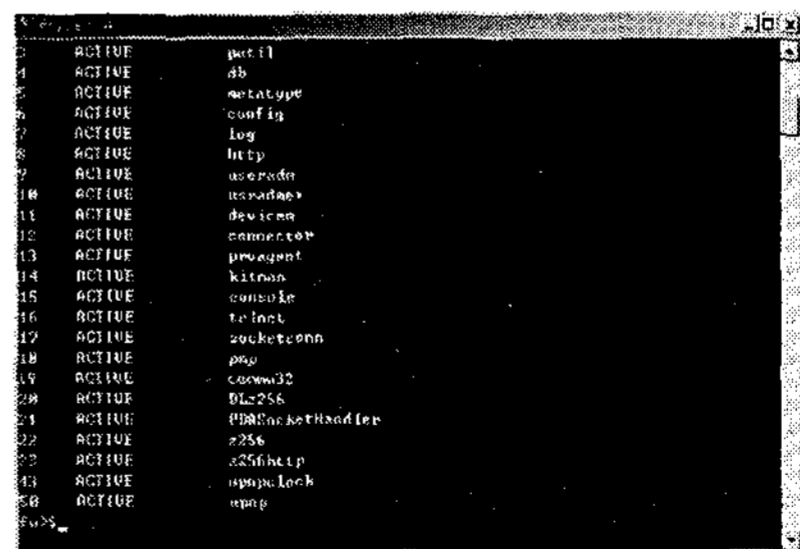 3 ACTIVE putil
4 ACTIVE db
5 ACTIVE metatype
6 ACTIVE config
7 ACTIVE log
8 ACTIVE http
9 ACTIVE useradm
10 ACTIVE
11 ACTIVE
12 ACTIVE connector
13 ACTIVE prvagent
14 ACTIVE kitman
15 ACTIVE console
16 ACTIVE telnet
17 ACTIVE socketconn
18 ACTIVE pmp
19 ACTIVE comm32
20 ACTIVE DLz256
21 ACTIVE PDASocketHandler
22 ACTIVE z256
23 ACTIVE z256http
43 ACTIVE upnpclock
50 ACTIVE upnp
fw>$